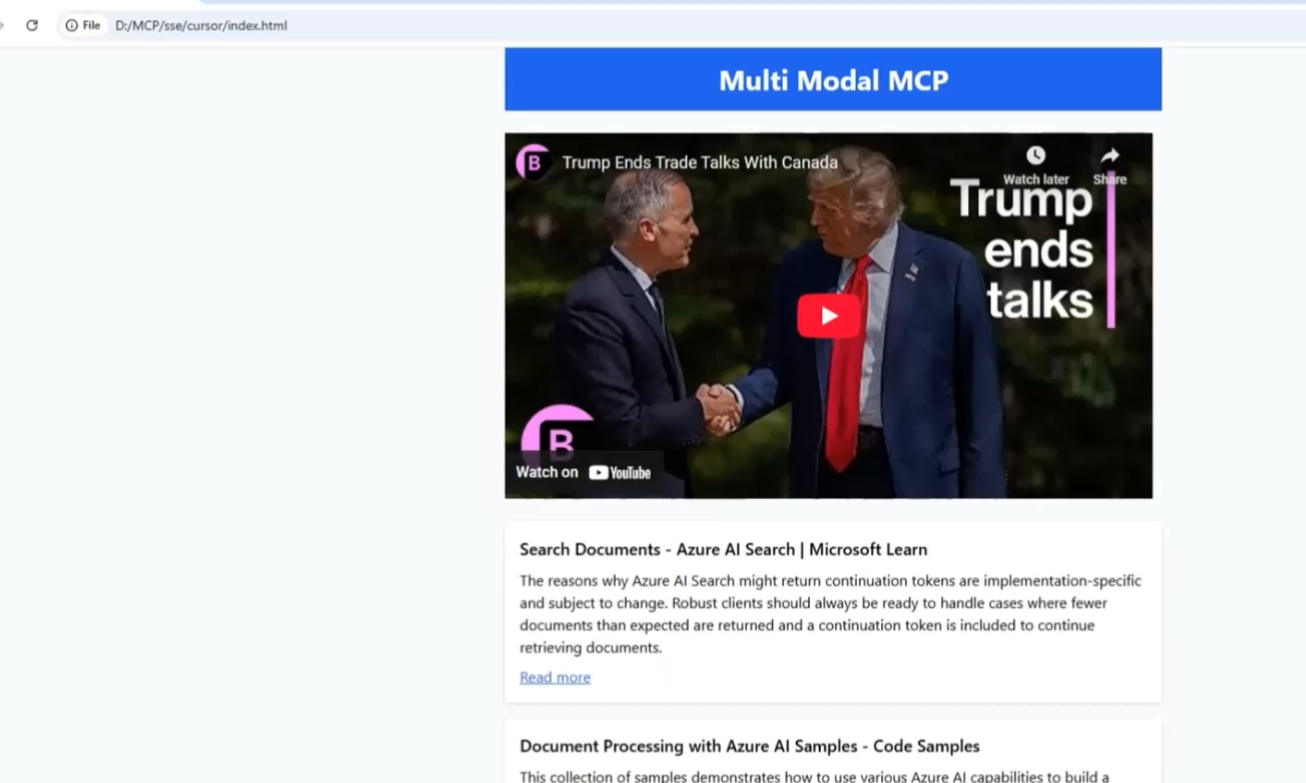 File D:/MCP/sse/cursor/index.html
Multi Modal MCP
B Trump Ends Trade Talks With Canada
Watch later Share
Trump
ends
talks
B
Watch on YouTube
Search Documents - Azure AI Search | Microsoft Learn
The reasons why Azure AI Search might return continuation tokens are implementation-specific
and subject to change. Robust clients should always be ready to handle cases where fewer
documents than expected are returned and a continuation token is included to continue
retrieving documents.
Read more
Document Processing with Azure AI Samples - Code Samples
This collection of samples demonstrates how to use various Azure AI capabilities to build a